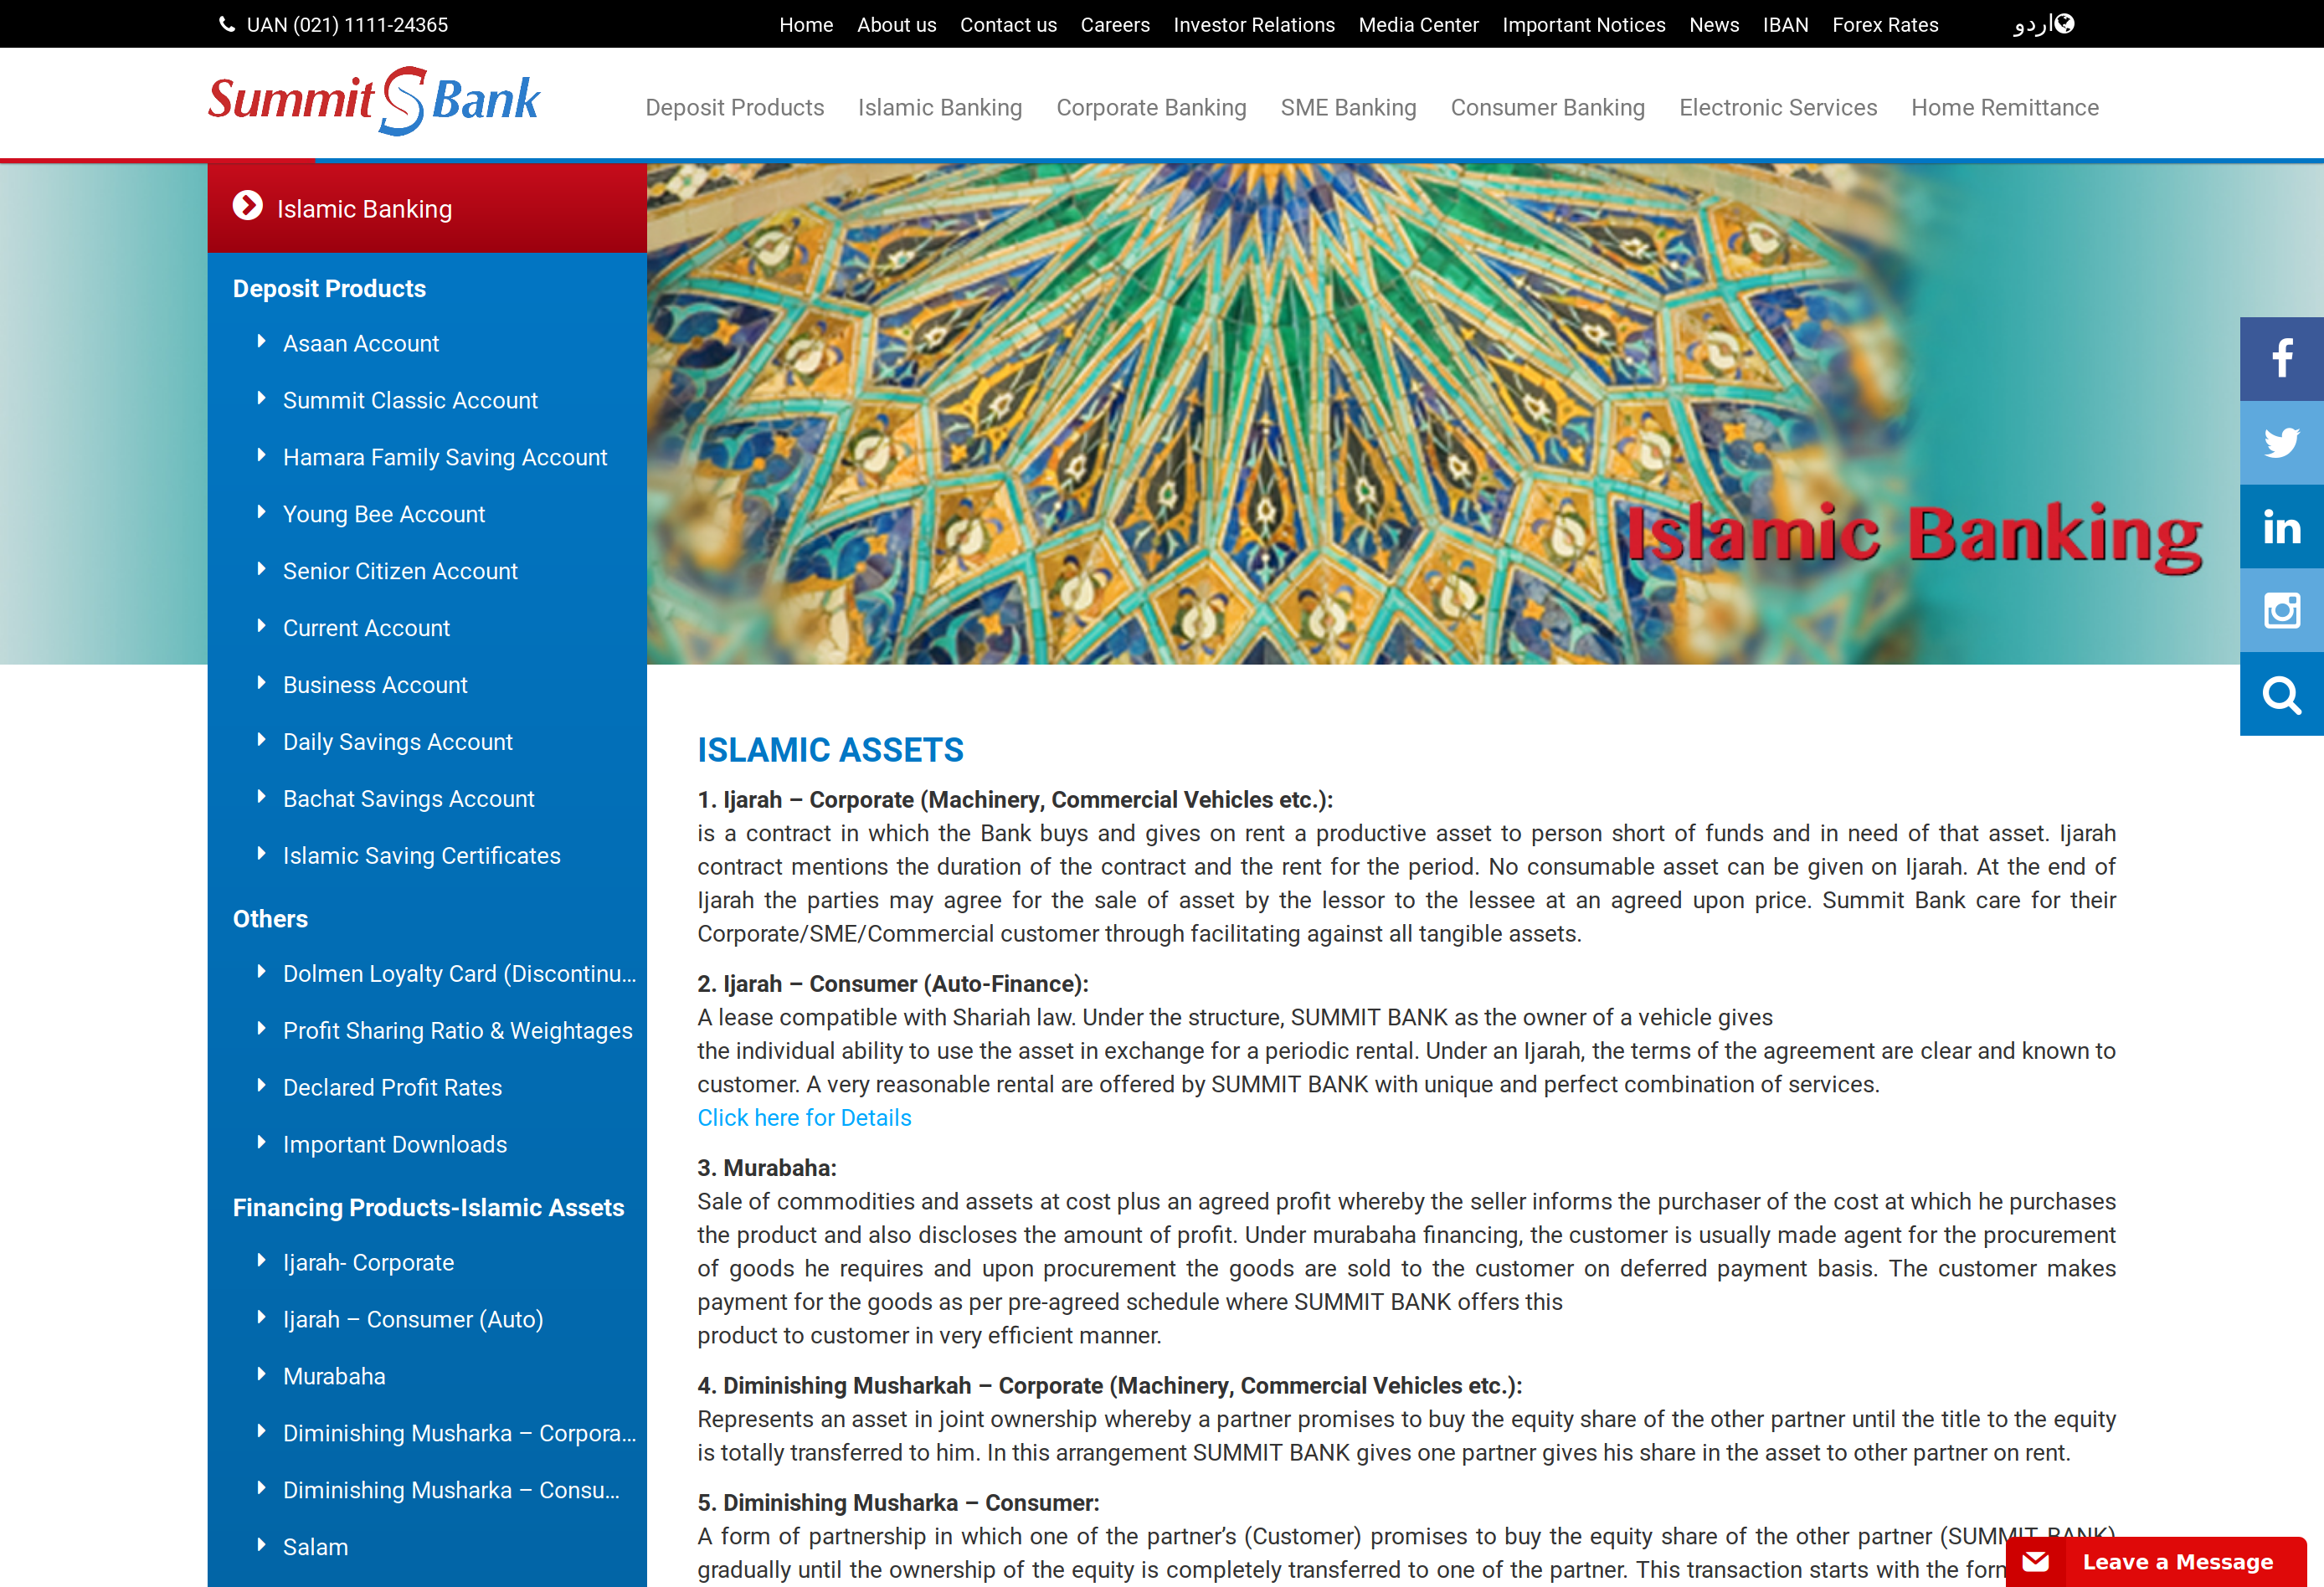 UAN (021) 1111-24365
Home About us Contact us Careers Investor Relations Media Center Important Notices News IBAN Forex Rates اردو
Summit S Bank
Deposit Products Islamic Banking Corporate Banking SME Banking Consumer Banking Electronic Services Home Remittance
Islamic Banking
Deposit Products
Asaan Account
Summit Classic Account
Hamara Family Saving Account
Young Bee Account
Senior Citizen Account
Current Account
Business Account
Daily Savings Account
Bachat Savings Account
Islamic Saving Certificates
Others
Dolmen Loyalty Card (Discontinu...
Profit Sharing Ratio & Weightages
Declared Profit Rates
Important Downloads
Financing Products-Islamic Assets
Ijarah- Corporate
Ijarah – Consumer (Auto)
Murabaha
Diminishing Musharka – Corpora...
Diminishing Musharka – Consu...
Salam
Islamic Banking
ISLAMIC ASSETS
1. Ijarah – Corporate (Machinery, Commercial Vehicles etc.):
is a contract in which the Bank buys and gives on rent a productive asset to person short of funds and in need of that asset. Ijarah
contract mentions the duration of the contract and the rent for the period. No consumable asset can be given on Ijarah. At the end of
Ijarah the parties may agree for the sale of asset by the lessor to the lessee at an agreed upon price. Summit Bank care for their
Corporate/SME/Commercial customer through facilitating against all tangible assets.
2. Ijarah – Consumer (Auto-Finance):
A lease compatible with Shariah law. Under the structure, SUMMIT BANK as the owner of a vehicle gives
the individual ability to use the asset in exchange for a periodic rental. Under an Ijarah, the terms of the agreement are clear and known to
customer. A very reasonable rental are offered by SUMMIT BANK with unique and perfect combination of services.
Click here for Details
3. Murabaha:
Sale of commodities and assets at cost plus an agreed profit whereby the seller informs the purchaser of the cost at which he purchases
the product and also discloses the amount of profit. Under murabaha financing, the customer is usually made agent for the procurement
of goods he requires and upon procurement the goods are sold to the customer on deferred payment basis. The customer makes
payment for the goods as per pre-agreed schedule where SUMMIT BANK offers this
product to customer in very efficient manner.
4. Diminishing Musharkah – Corporate (Machinery, Commercial Vehicles etc.):
Represents an asset in joint ownership whereby a partner promises to buy the equity share of the other partner until the title to the equity
is totally transferred to him. In this arrangement SUMMIT BANK gives one partner gives his share in the asset to other partner on rent.
5. Diminishing Musharka – Consumer:
A form of partnership in which one of the partner’s (Customer) promises to buy the equity share of the other partner (SUMMIT BANK)
gradually until the ownership of the equity is completely transferred to one of the partner. This transaction starts with the
Leave a Message